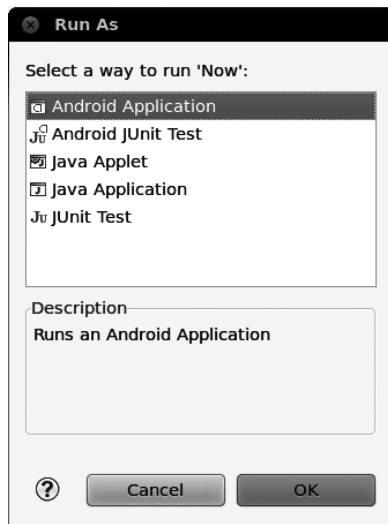 Run As
Select a way to run 'Now':
Android Application
Android JUnit Test
Java Applet
Java Application
JUnit Test
Description
Runs an Android Application
Cancel
OK